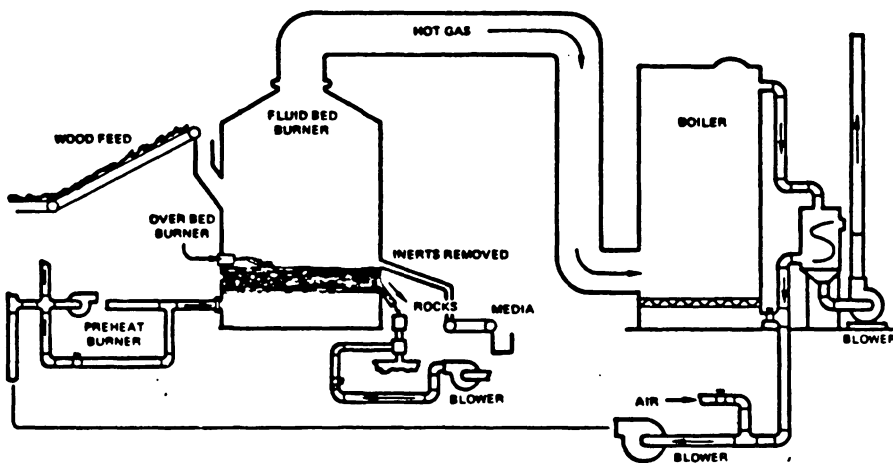 HOT GAS
FLUID BED
BURNER
WOOD FEED
BOILER
OVER BED
BURNER
INERTS REMOVED
ROCKS
MEDIA
PREHEAT
BURNER
BLOWER
BLOWER
AIR
BLOWER